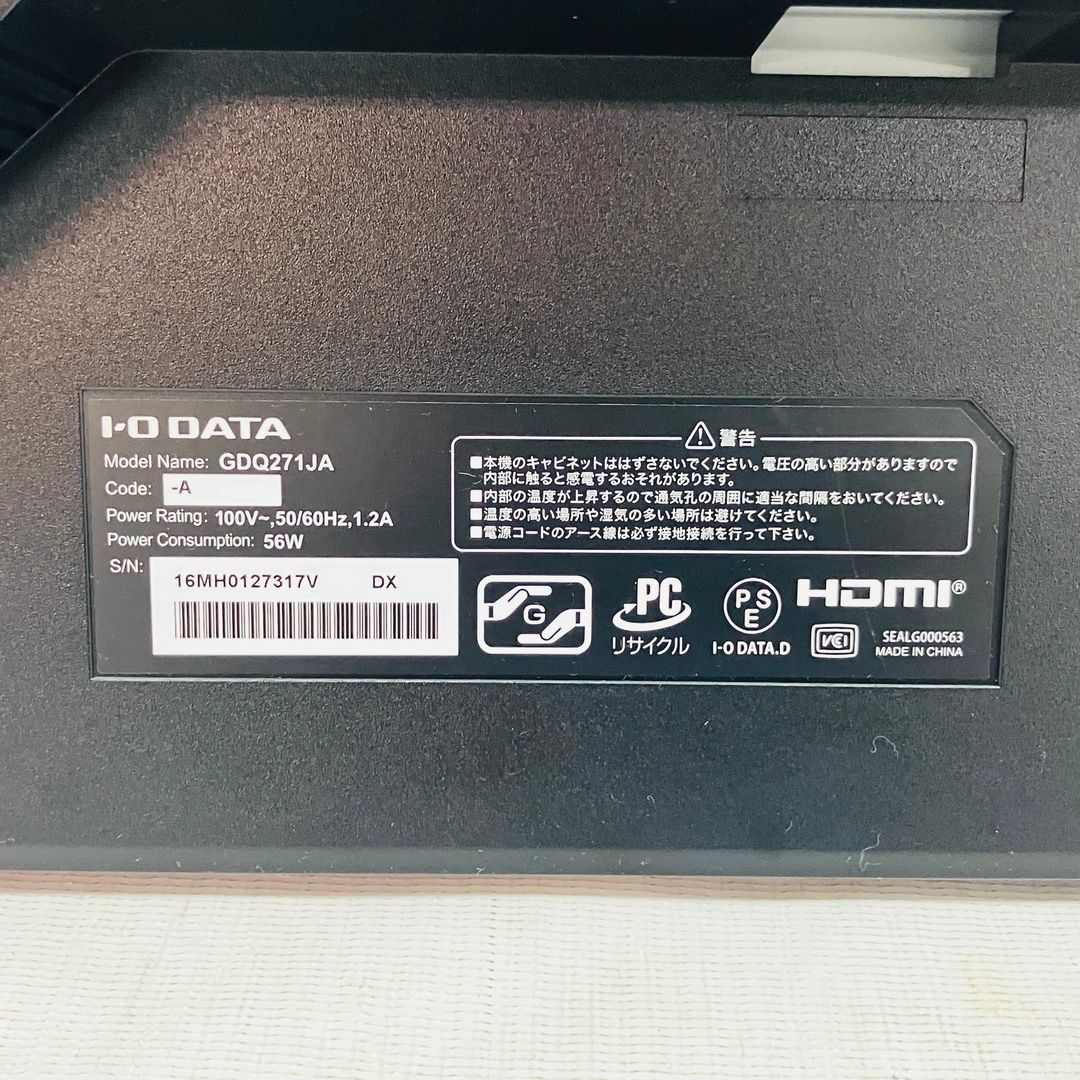 I-O DATA
Model Name: GDQ271JA
Code: -A
Power Rating: 100V~,50/60Hz,1.2A
Power Consumption: 56W
S/N:
16MH0127317V DX
警告
■本機のキャビネットははずさないでください。電圧の高い部分がありますので
内部に触ると感電するおそれがあります。
■内部の温度が上昇するので通気孔の周囲に適当な間隔をおいてください。
■温度の高い場所や湿気の多い場所は避けてください。
■電源コードのアース線は必ず接地接続を行って下さい。
G
PC
リサイクル
PSE
I-O DATA.D
HDMI®
VCI
SEALG000563
MADE IN CHINA